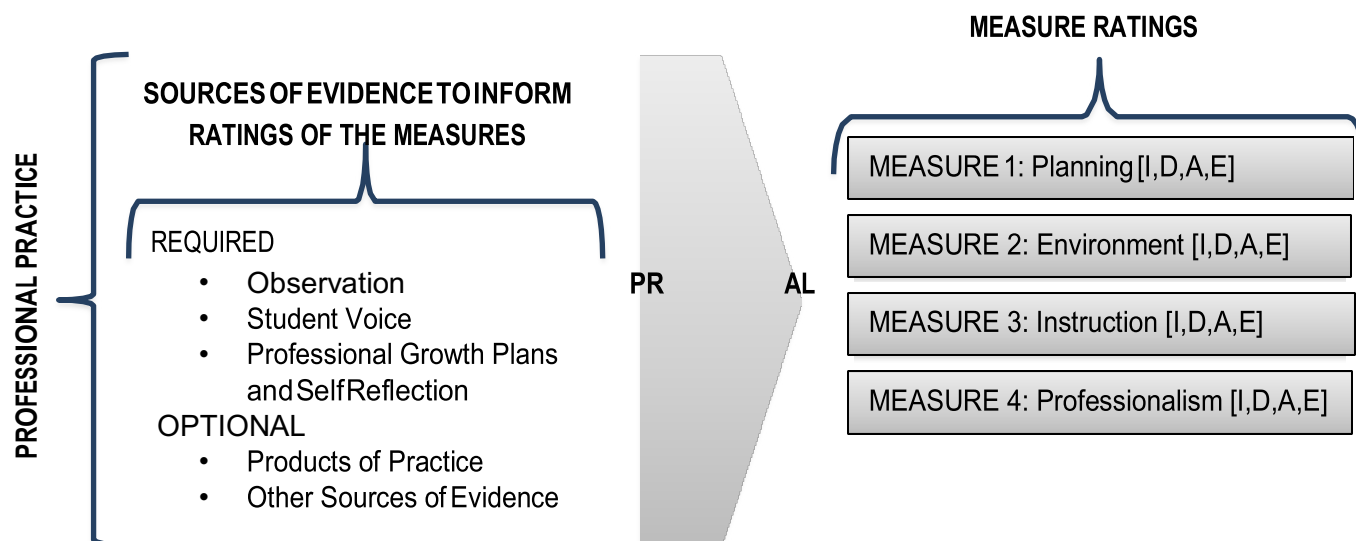 PROFESSIONAL PRACTICE
SOURCES OF EVIDENCE TO INFORM
RATINGS OF THE MEASURES
REQUIRED
• Observation
• Student Voice
• Professional Growth Plans
and Self Reflection
OPTIONAL
• Products of Practice
• Other Sources of Evidence
PR AL
MEASURE RATINGS
MEASURE 1: Planning [I,D,A,E]
MEASURE 2: Environment [I,D,A,E]
MEASURE 3: Instruction [I,D,A,E]
MEASURE 4: Professionalism [I,D,A,E]